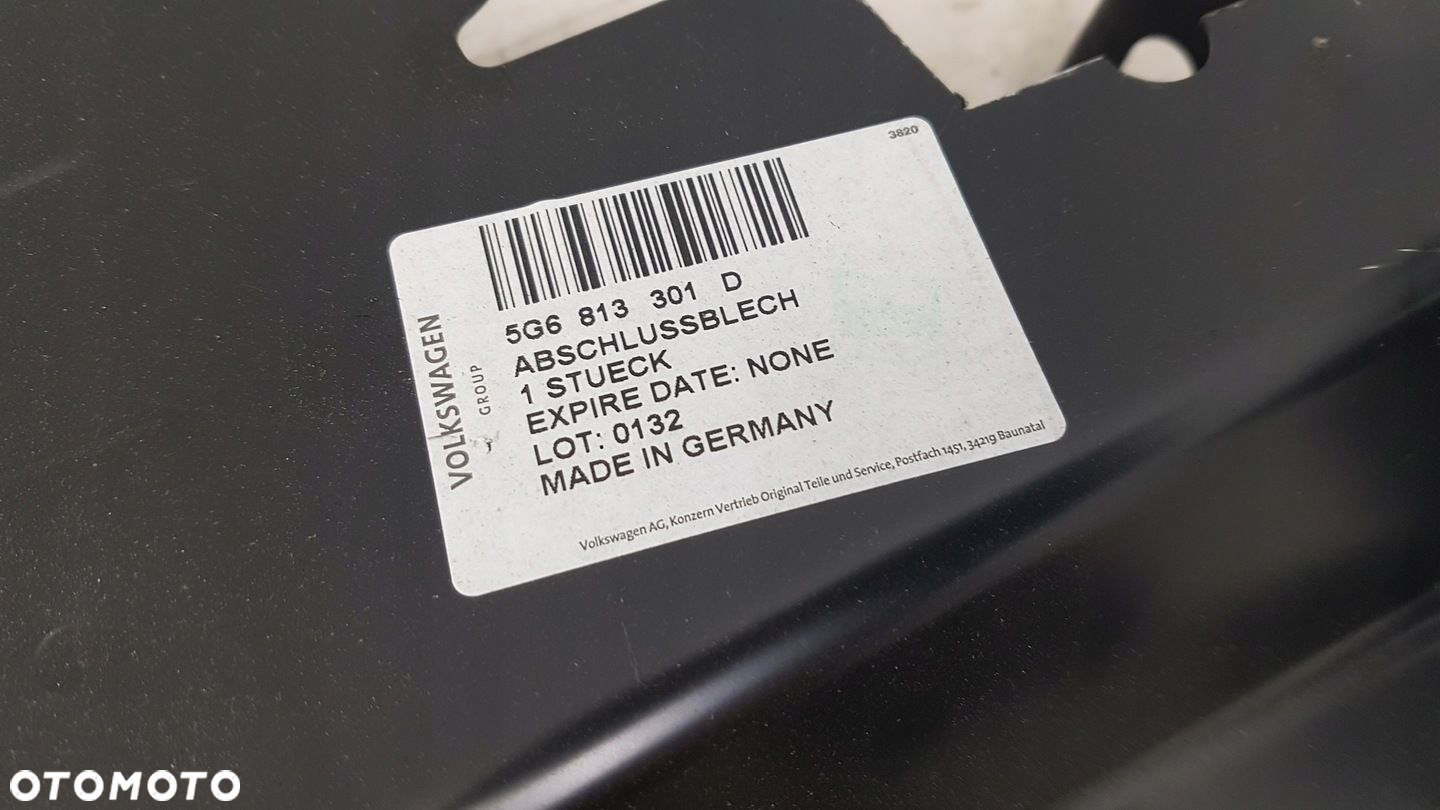 3820
5G6 813 301 D
ABSCHLUSSBLECH
1 STUECK
EXPIRE DATE: NONE
LOT: 0132
MADE IN GERMANY
VOLKSWAGEN
GROUP
Volkswagen AG, Konzern Vertrieb Original Teile und Service, Postfach 1451, 34219 Baunatal
OTOMOTO